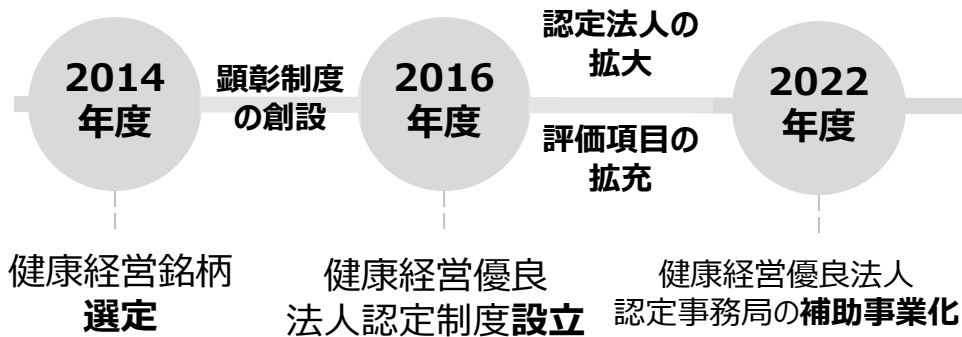 2014
年度
顕彰制度
の創設
2016
年度
認定法人の
拡大
評価項目の
拡充
2022
年度
健康経営銘柄
選定
健康経営優良
法人認定制度設立
健康経営優良法人
認定事務局の補助事業化